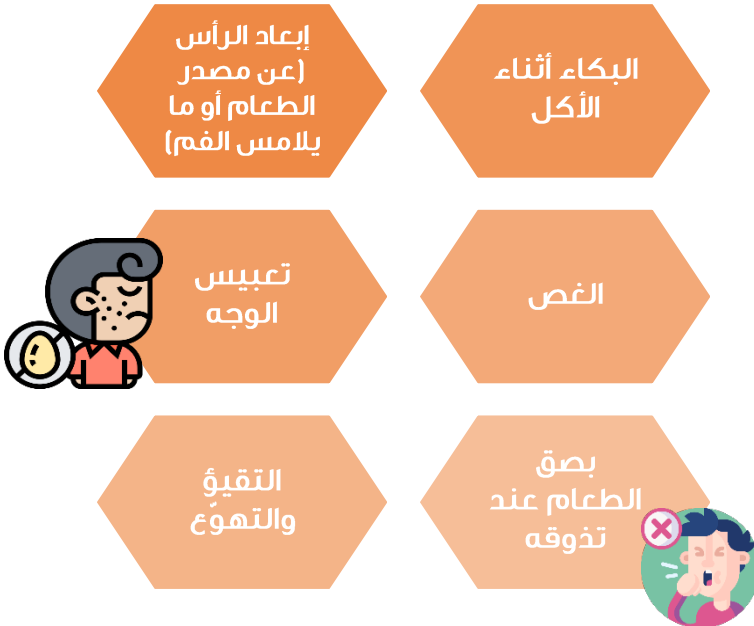 البكاء أثناء
الأكل
إبعاد الرأس
(عن مصدر
الطعام أو ما
يلامس الفم)
الغص
تعبيس
الوجه
بصق
الطعام عند
تذوقه
التقيؤ
والتهوّع